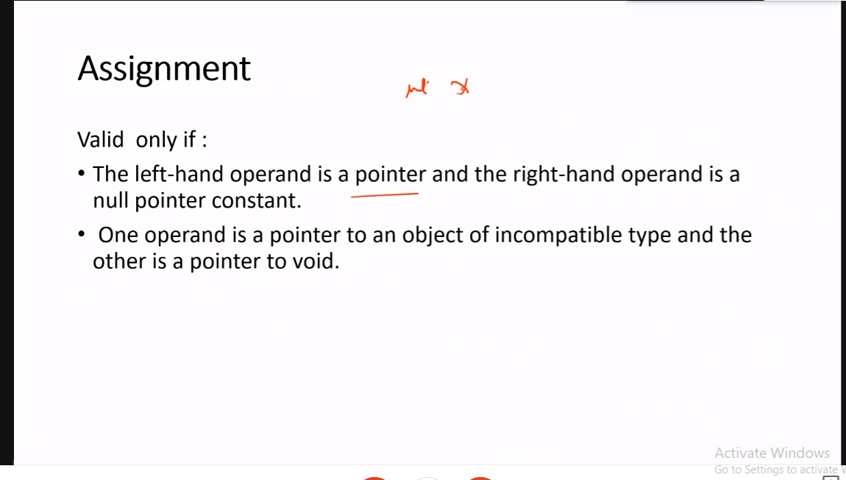 Assignment
int x
Valid only if :
• The left-hand operand is a pointer and the right-hand operand is a
null pointer constant.
• One operand is a pointer to an object of incompatible type and the
other is a pointer to void.
Activate Windows
Go to Settings to activate